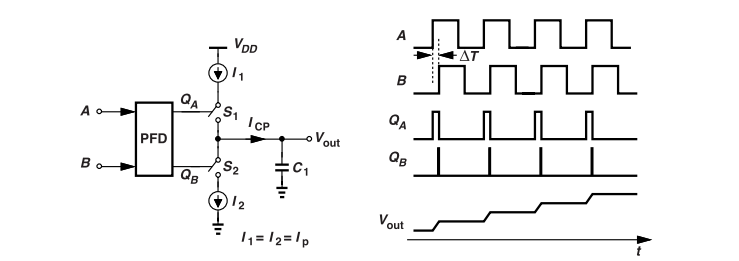 V_DD
I_1
A
Q_A
S_1
I_CP
V_out
PFD
B
Q_B
S_2
C_1
I_2
I_1 = I_2 = I_p
A
ΔT
B
Q_A
Q_B
V_out
t